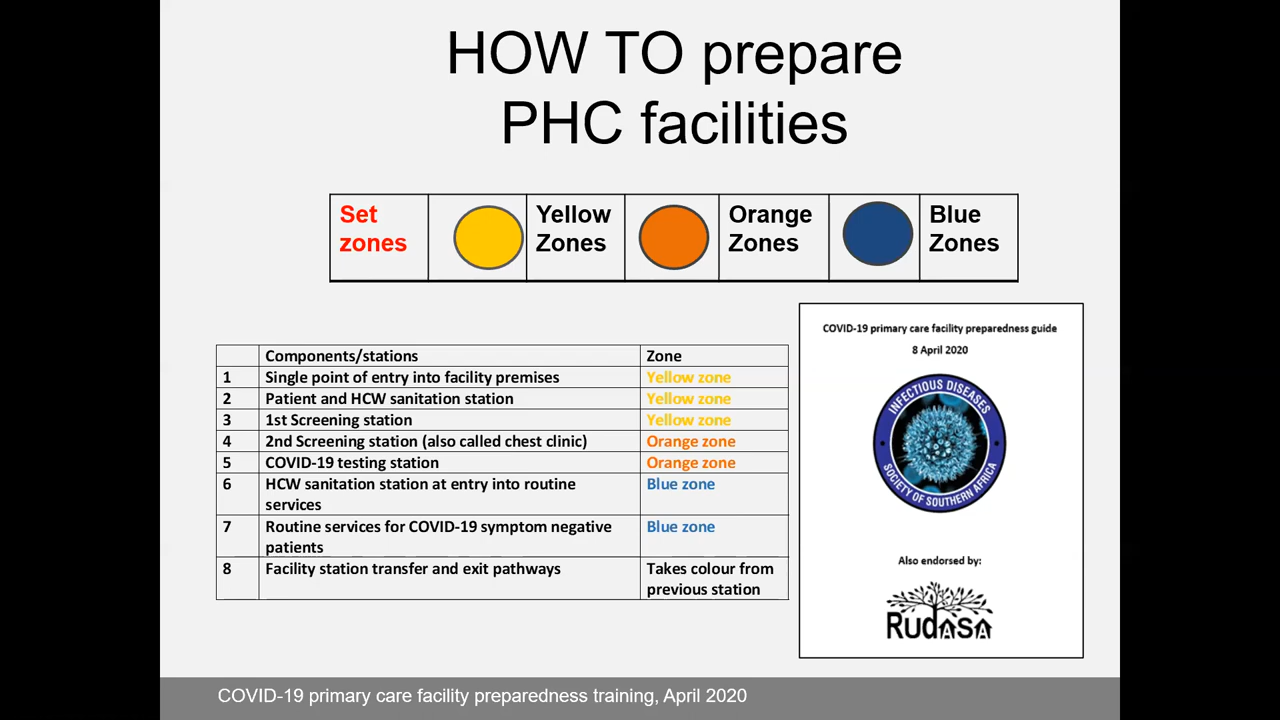 HOW TO prepare
PHC facilities
Set
zones
Yellow
Zones
Orange
Zones
Blue
Zones
Components/stations Zone
1 Single point of entry into facility premises Yellow zone
2 Patient and HCW sanitation station Yellow zone
3 1st Screening station Yellow zone
4 2nd Screening station (also called chest clinic) Orange zone
5 COVID-19 testing station Orange zone
6 HCW sanitation station at entry into routine Blue zone
services
7 Routine services for COVID-19 symptom negative Blue zone
patients
8 Facility station transfer and exit pathways Takes colour from
previous station
COVID-19 primary care facility preparedness guide
8 April 2020
INFECTIOUS DISEASES
SOCIETY OF SOUTHERN AFRICA
Also endorsed by:
RudaSa
COVID-19 primary care facility preparedness training, April 2020